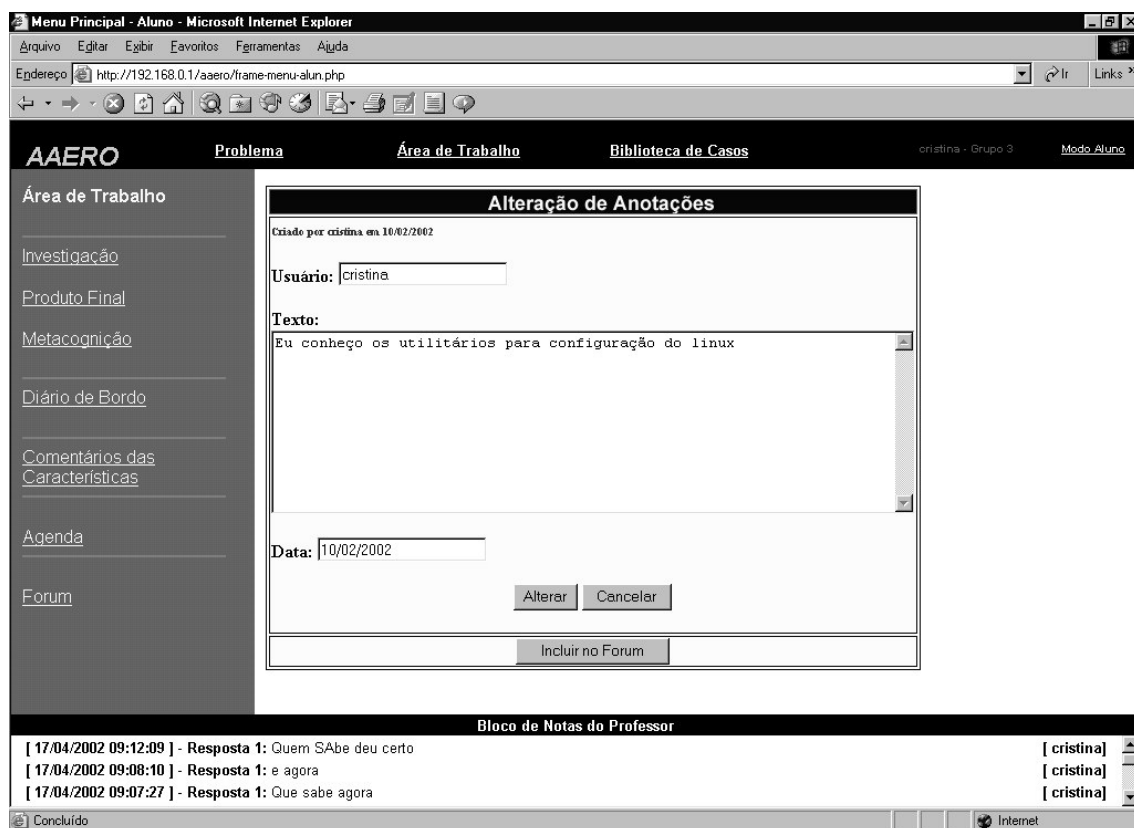 Menu Principal - Aluno - Microsoft Internet Explorer
Arquivo Editar Exibir Favoritos Ferramentas Ajuda
Endereço http://192.168.0.1/aaero/frame-menu-alun.php Ir Links »
AAERO Problema Área de Trabalho Biblioteca de Casos cristina - Grupo 3 Modo Aluno
Área de Trabalho
Investigação
Produto Final
Metacognição
Diário de Bordo
Comentários das
Características
Agenda
Forum
Alteração de Anotações
Criado por cristina em 10/02/2002
Usuário: cristina
Texto:
Eu conheço os utilitários para configuração do linux
Data: 10/02/2002
Alterar Cancelar
Incluir no Forum
Bloco de Notas do Professor
[ 17/04/2002 09:12:09 ] - Resposta 1: Quem SAbe deu certo [ cristina]
[ 17/04/2002 09:08:10 ] - Resposta 1: e agora [ cristina]
[ 17/04/2002 09:07:27 ] - Resposta 1: Que sabe agora [ cristina]
Concluído Internet